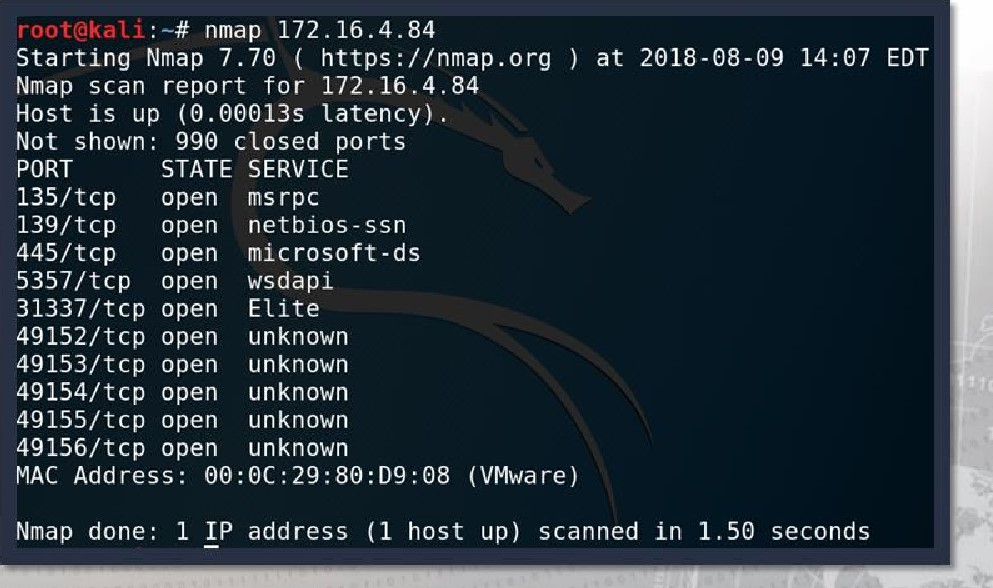 root@kali:~# nmap 172.16.4.84
Starting Nmap 7.70 ( https://nmap.org ) at 2018-08-09 14:07 EDT
Nmap scan report for 172.16.4.84
Host is up (0.00013s latency).
Not shown: 990 closed ports
PORT      STATE SERVICE
135/tcp   open  msrpc
139/tcp   open  netbios-ssn
445/tcp   open  microsoft-ds
5357/tcp  open  wsdapi
31337/tcp open  Elite
49152/tcp open  unknown
49153/tcp open  unknown
49154/tcp open  unknown
49155/tcp open  unknown
49156/tcp open  unknown
MAC Address: 00:0C:29:80:D9:08 (VMware)
Nmap done: 1 IP address (1 host up) scanned in 1.50 seconds